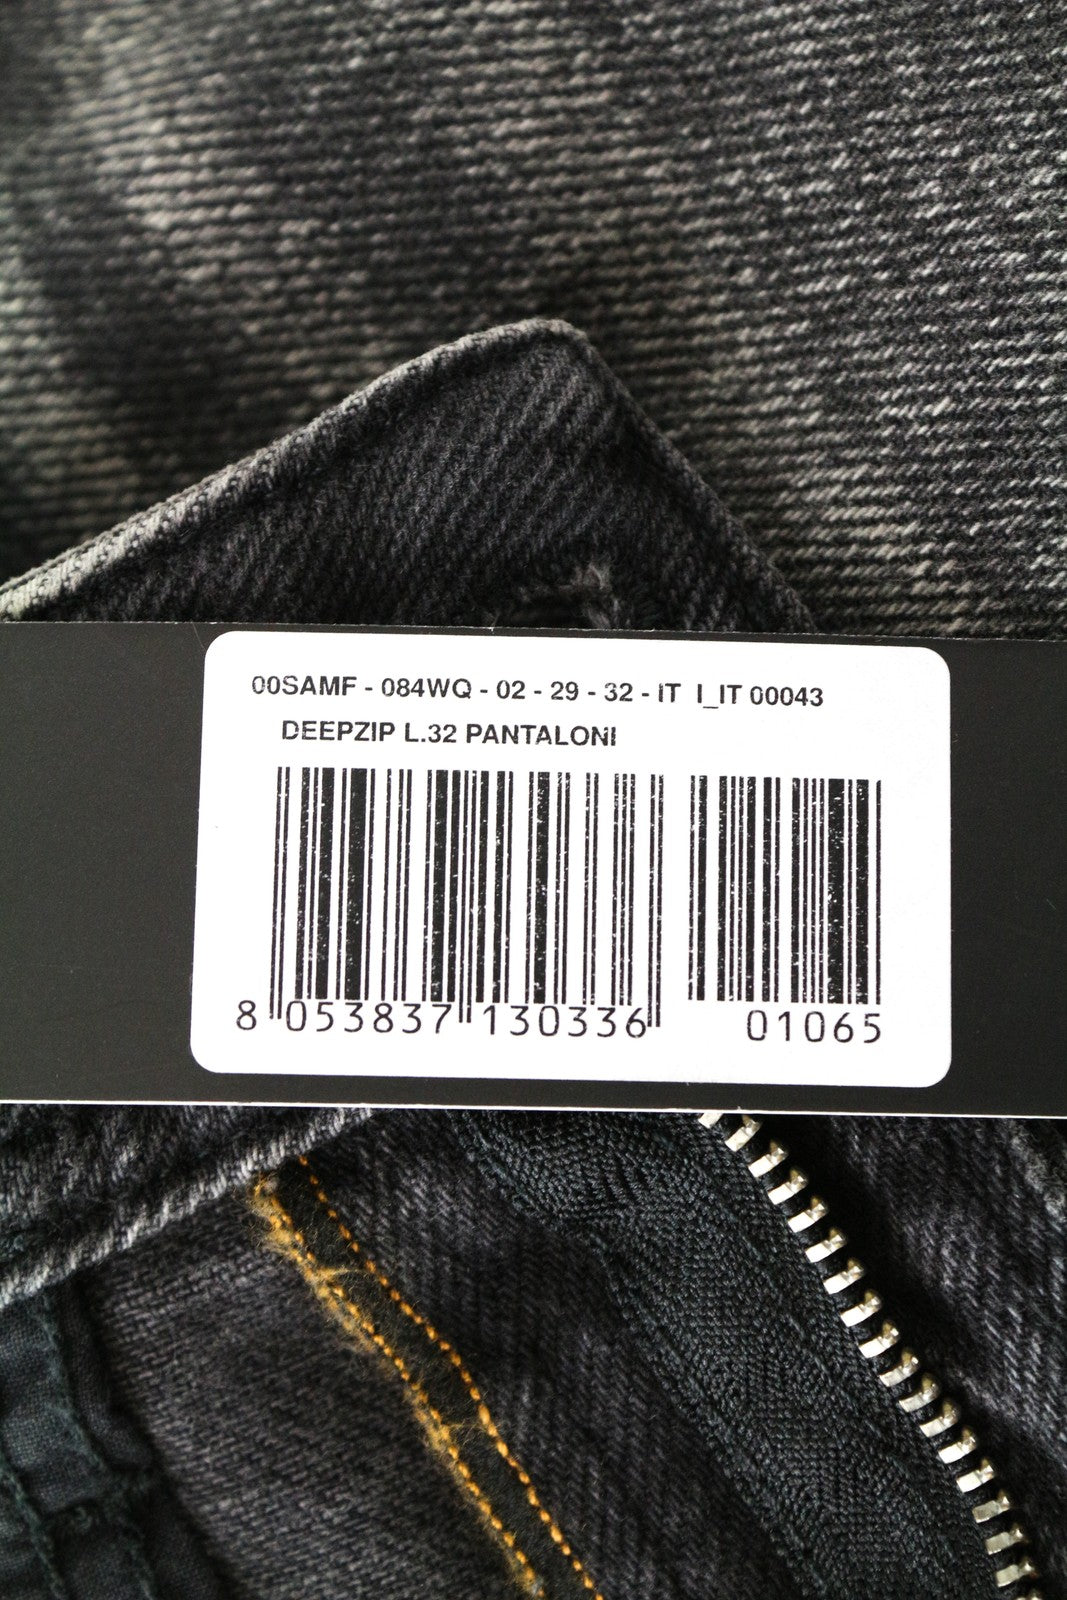 00SAMF - 084WQ - 02 - 29 - 32 - IT I_IT 00043
DEEPZIP L.32 PANTALONI
8 053837 130336 01065